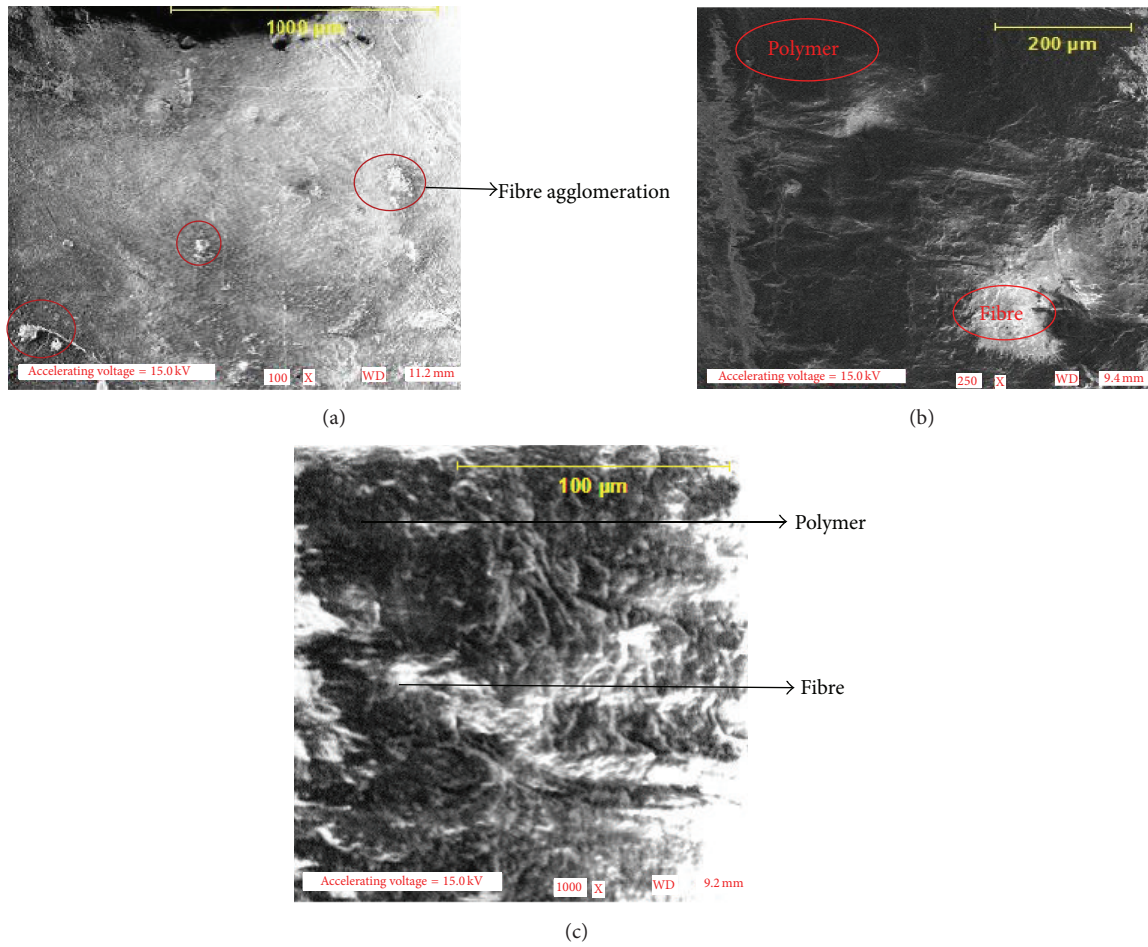 1000 μm
Fibre agglomeration
Accelerating voltage = 15.0 kV 100 X WD 11.2 mm
(a)
Polymer
200 μm
Fibre
Accelerating voltage = 15.0 kV 250 X WD 9.4 mm
(b)
100 μm
Polymer
Fibre
Accelerating voltage = 15.0 kV 1000 X WD 9.2 mm
(c)